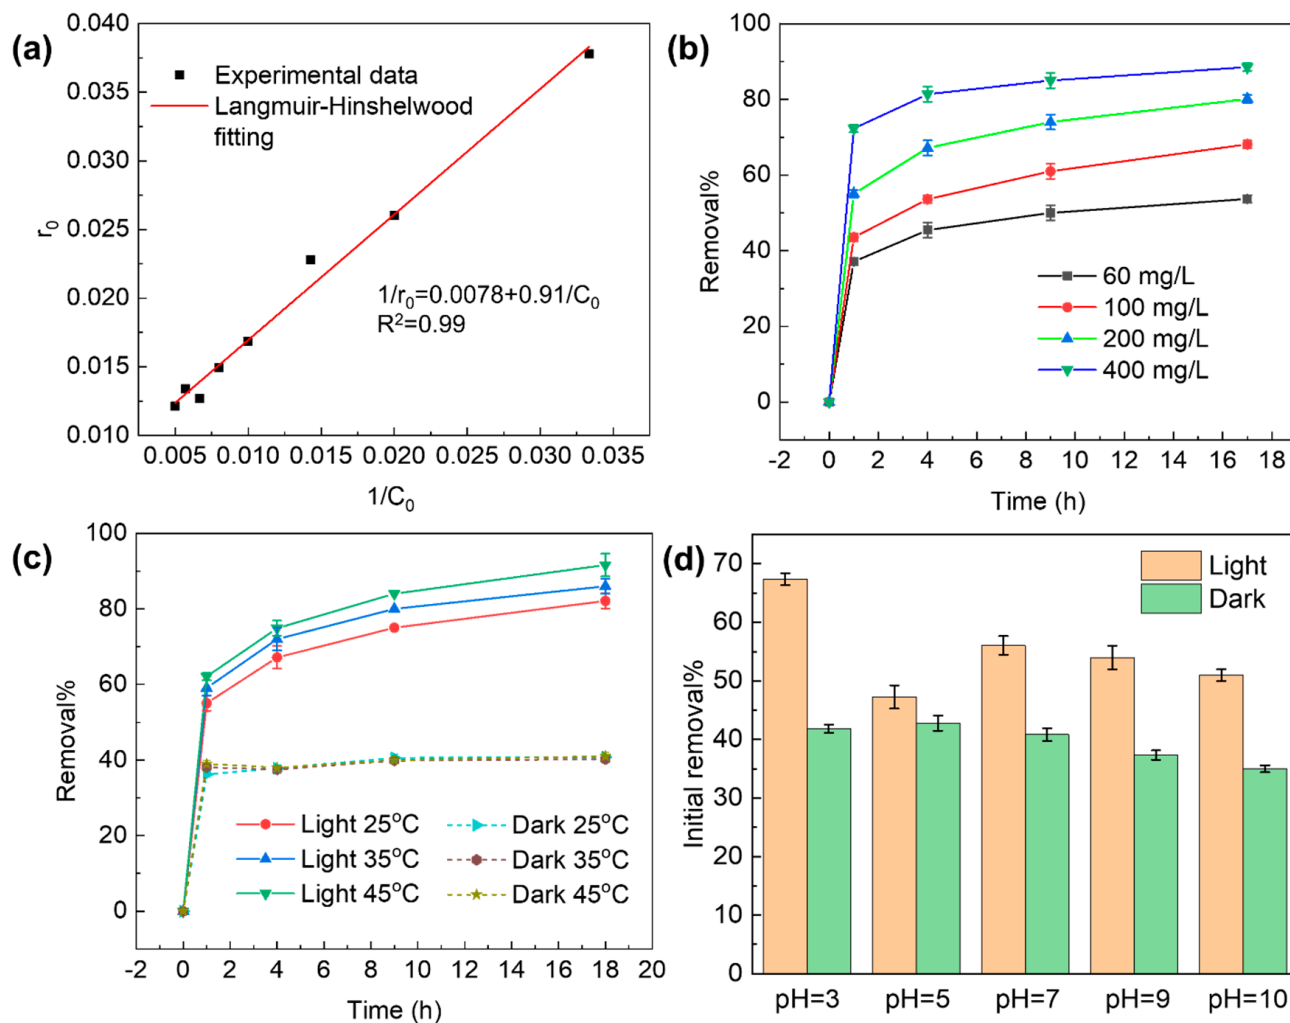 (a)
0.040
0.035
0.030
0.025
0.020
0.015
0.010
r₀
Experimental data
Langmuir-Hinshelwood
fitting
1/r₀=0.0078+0.91/C₀
R²=0.99
0.005 0.010 0.015 0.020 0.025 0.030 0.035
1/C₀
(b)
100
80
60
40
20
0
Removal%
60 mg/L
100 mg/L
200 mg/L
400 mg/L
-2 0 2 4 6 8 10 12 14 16 18
Time (h)
(c)
100
80
60
40
20
0
Removal%
Light 25°C Dark 25°C
Light 35°C Dark 35°C
Light 45°C Dark 45°C
-2 0 2 4 6 8 10 12 14 16 18 20
Time (h)
(d)
70
60
50
40
30
20
10
0
Initial removal%
Light
Dark
pH=3 pH=5 pH=7 pH=9 pH=10